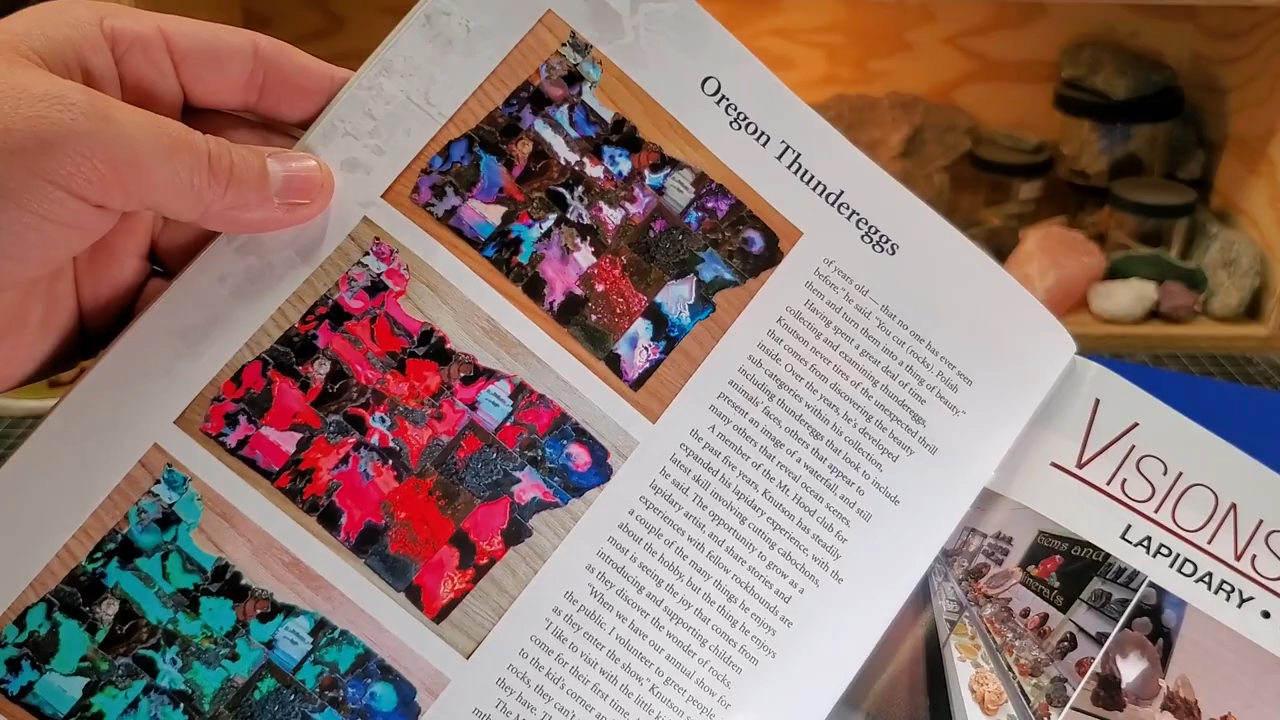 Oregon Thundereggs
of years old — that no one has ever seen
before," he said. "You cut (rocks), Polish
them and turn them into a thing of beauty."
Having spent a great deal of time
collecting and examining thundereggs,
Knutson never tires of the unexpected thrill
that comes from discovering the beauty
inside. Over the years, he's developed
sub-categories within his collection,
including thundereggs that look to include
animals' faces, others that appear to
present an image of a waterfall, and still
many others that reveal ocean scenes.
A member of the Mt. Hood club for
the past five years, Knutson has steadily
expanded his lapidary experience, with the
latest skill involving cutting cabochons,
he said. The opportunity to grow as a
lapidary artist, and share stories and
experiences with fellow rockhounds are
a couple of the many things he enjoys
about the hobby, but the thing he enjoys
most is seeing the joy that comes from
introducing and supporting children
as they discover the wonder of rocks.
"When we have our annual show for
the public, I volunteer to greet people
as they enter the show," Knutson
"I like to visit with the little
come for their first time. T
to the kid's corner an
rocks, they can't
they have. Th
VISIONS
LAPIDARY •
Gems and
Minerals